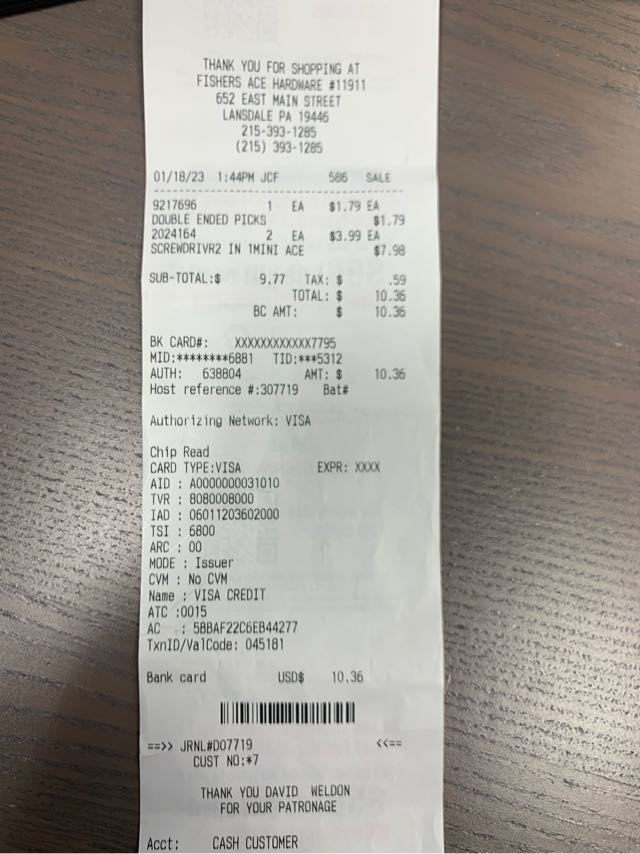 THANK YOU FOR SHOPPING AT
FISHERS ACE HARDWARE #11911
652 EAST MAIN STREET
LANSDALE PA 19446
215-393-1285
(215) 393-1285
01/18/23 1:44PM JCF 586 SALE
9217696 1 EA $1.79 EA
DOUBLE ENDED PICKS $1.79
2024164 2 EA $3.99 EA
SCREWDRIVR2 IN 1MINI ACE $7.98
SUB-TOTAL:$ 9.77 TAX: $ .59
TOTAL: $ 10.36
BC AMT: $ 10.36
BK CARD#: XXXXXXXXXXXX7795
MID:********6881 TID:***5312
AUTH: 638804 AMT: $ 10.36
Host reference #:307719 Bat#
Authorizing Network: VISA
Chip Read
CARD TYPE:VISA EXPR: XXXX
AID : A0000000031010
TVR : 8080008000
IAD : 06011203602000
TSI : 6800
ARC : 00
MODE : Issuer
CVM : No CVM
Name : VISA CREDIT
ATC :0015
AC : 5BBAF22C6EB44277
TxnID/ValCode: 045181
Bank card USD$ 10.36
==>> JRNL#D07719 <<==
CUST NO:*7
THANK YOU DAVID WELDON
FOR YOUR PATRONAGE
Acct: CASH CUSTOMER